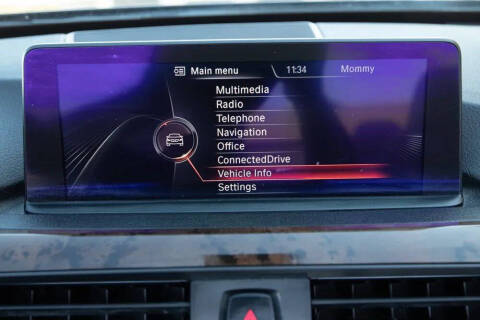 Main menu 11:34 Mommy
Multimedia
Radio
Telephone
Navigation
Office
ConnectedDrive
Vehicle Info
Settings